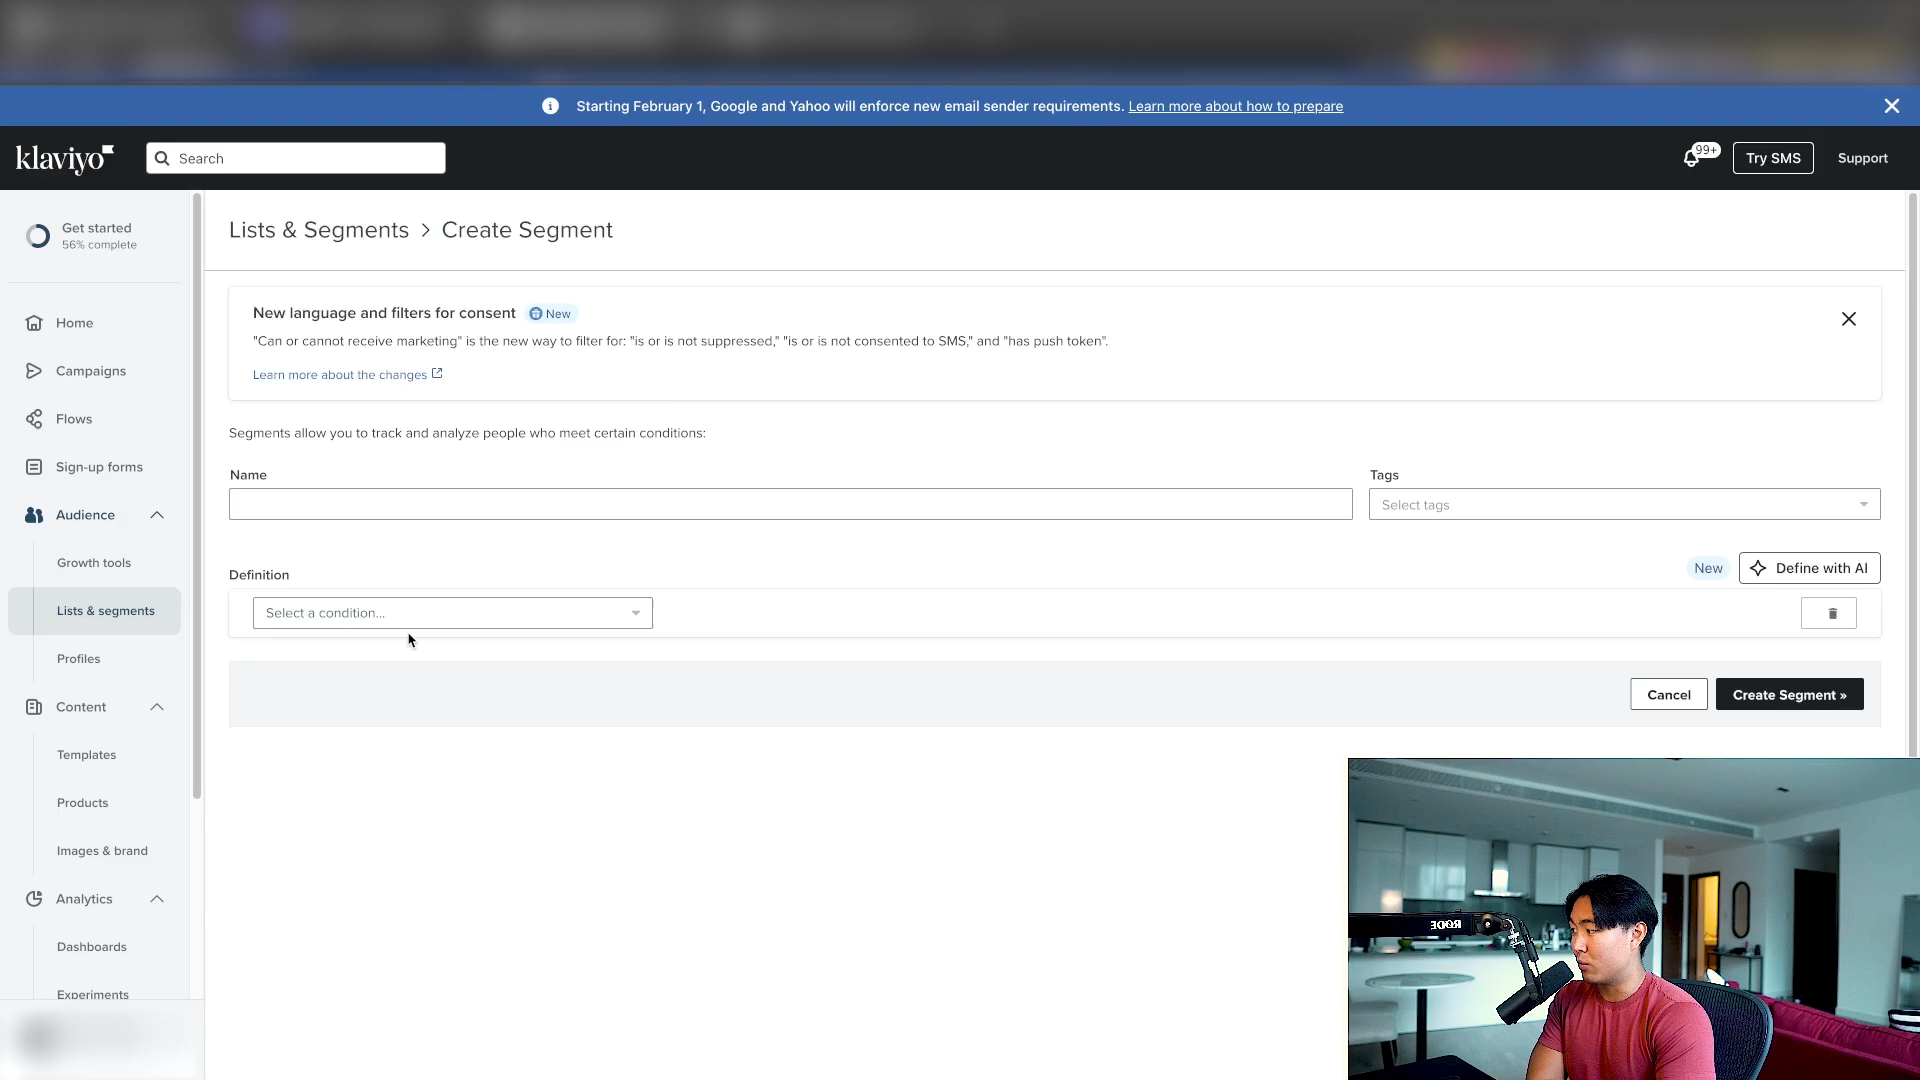 Starting February 1, Google and Yahoo will enforce new email sender requirements. Learn more about how to prepare
klaviyo
Search
99+
Try SMS
Support
Get started
56% complete
Home
Campaigns
Flows
Sign-up forms
Audience
Growth tools
Lists & segments
Profiles
Content
Templates
Products
Images & brand
Analytics
Dashboards
Experiments
Lists & Segments > Create Segment
New language and filters for consent New
"Can or cannot receive marketing" is the new way to filter for: "is or is not suppressed," "is or is not consented to SMS," and "has push token".
Learn more about the changes
Segments allow you to track and analyze people who meet certain conditions:
Name
Tags
Select tags
Definition
New
Define with AI
Select a condition...
Cancel
Create Segment »
RØDE